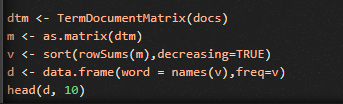 dtm <- TermDocumentMatrix(docs)
m <- as.matrix(dtm)
v <- sort(rowSums(m),decreasing=TRUE)
d <- data.frame(word = names(v),freq=v)
head(d, 10)